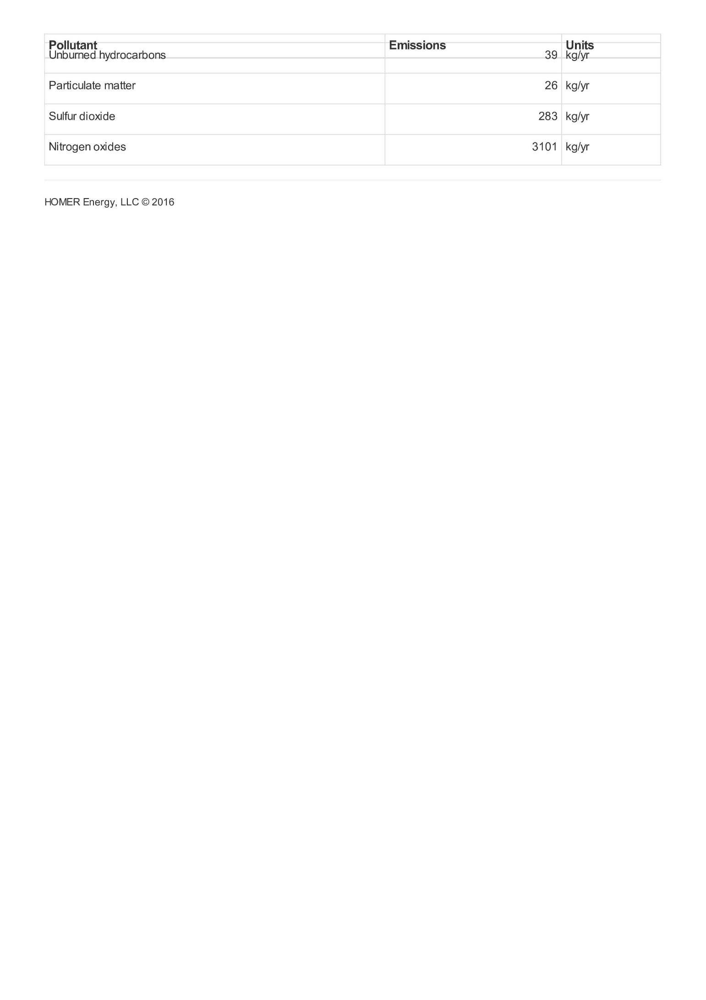 Pollutant Emissions Units
Unburned hydrocarbons 39 kg/yr
Particulate matter 26 kg/yr
Sulfur dioxide 283 kg/yr
Nitrogen oxides 3101 kg/yr
HOMER Energy, LLC © 2016